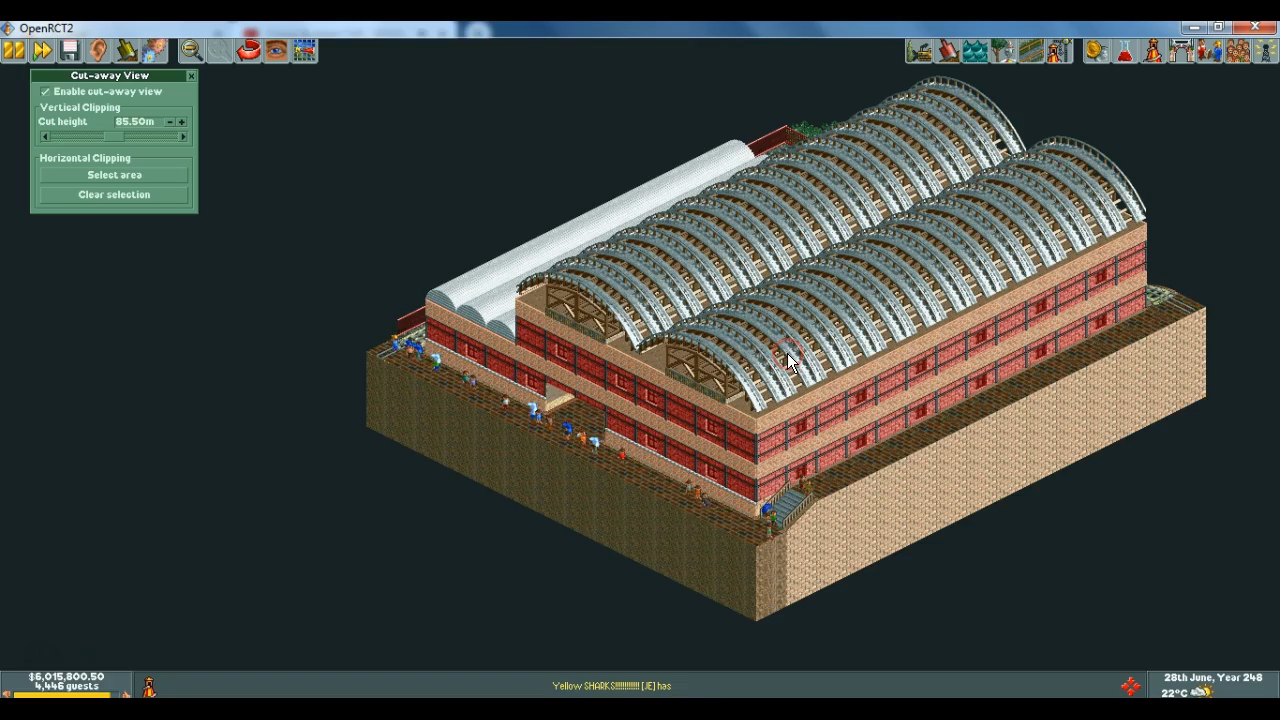 OpenRCT2
Cut-away View
Enable cut-away view
Vertical Clipping
Cut height 85.50m - +
Horizontal Clipping
Select area
Clear selection
$6,015,800.50
4,446 guests
Yellow SHARKS!!!!!!!!!!! [JE] has
28th June, Year 248
22°C